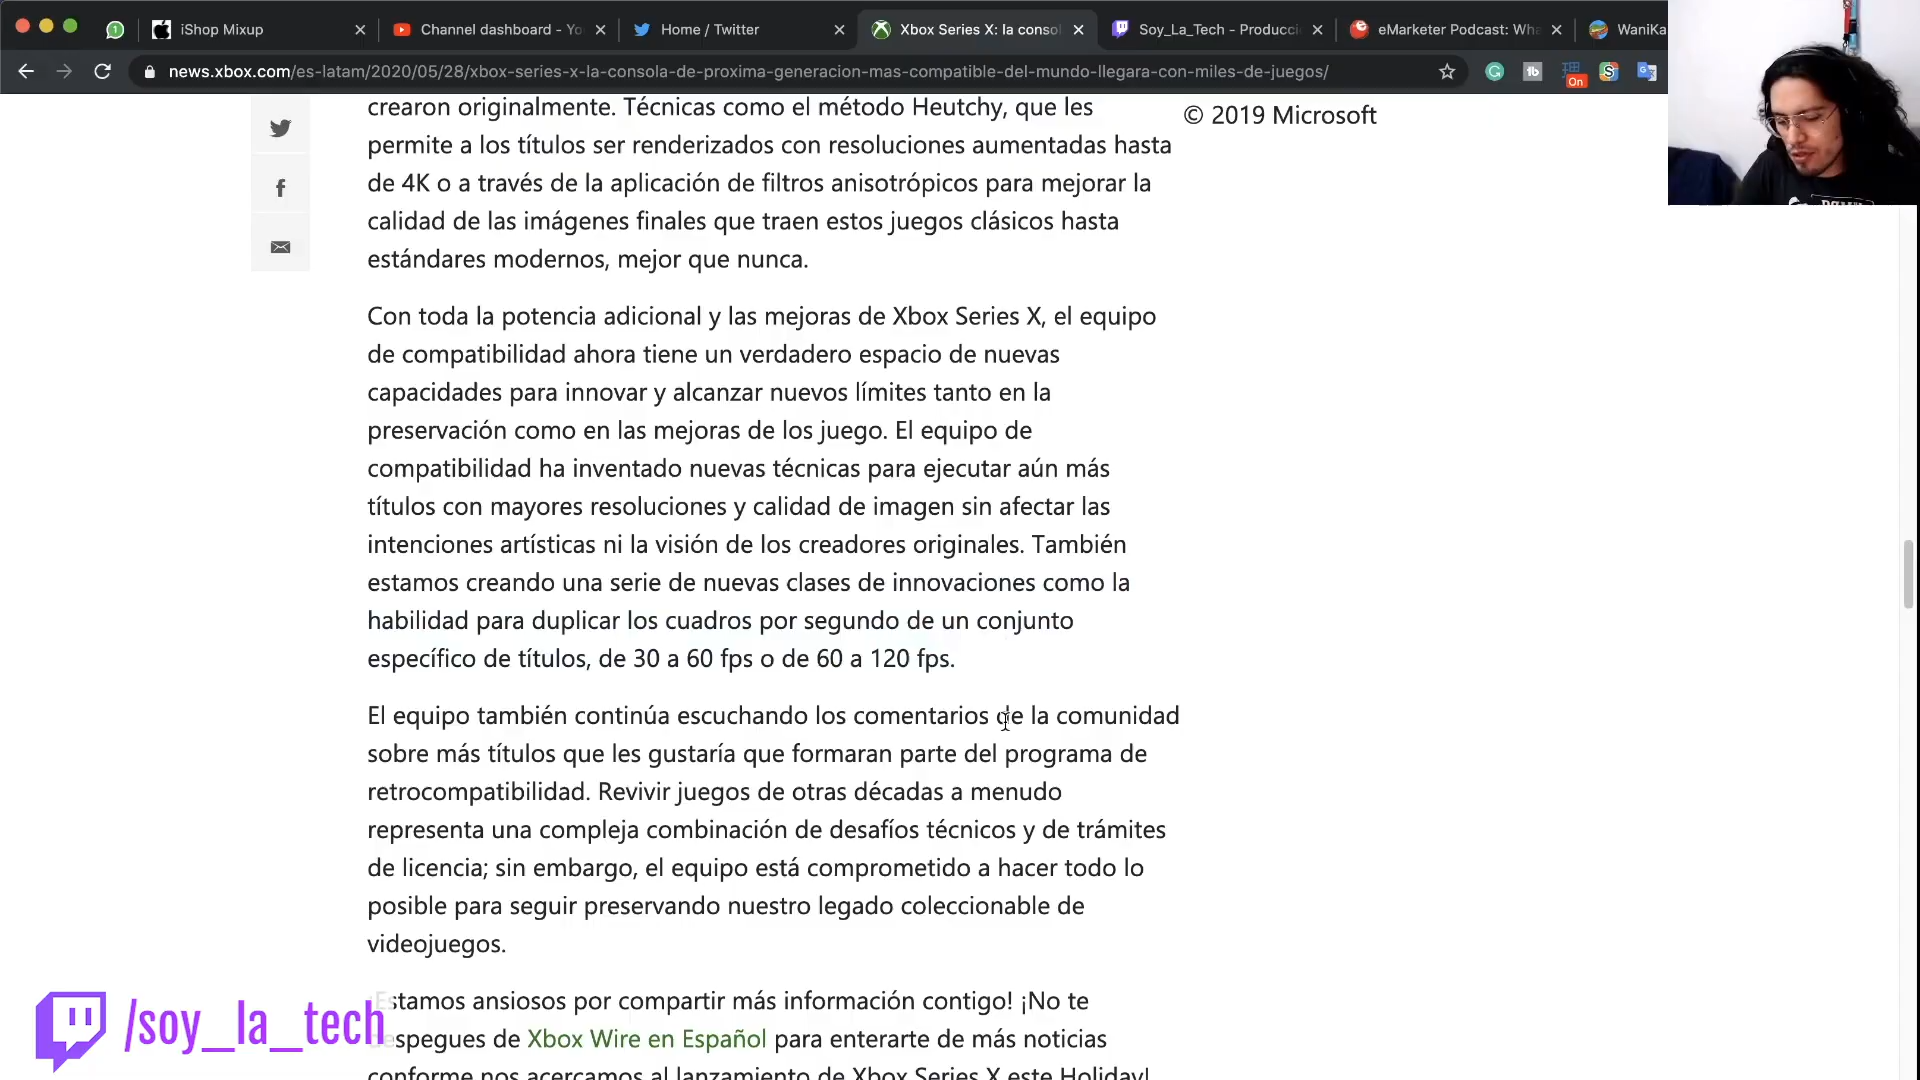 iShop Mixup
Channel dashboard - Yo
Home / Twitter
Xbox Series X: la consol
Soy_La_Tech - Producci
eMarketer Podcast: Wha
WaniKa
news.xbox.com/es-latam/2020/05/28/xbox-series-x-la-consola-de-proxima-generacion-mas-compatible-del-mundo-llegara-con-miles-de-juegos/
On
crearon originalmente. Técnicas como el método Heutchy, que les
permite a los títulos ser renderizados con resoluciones aumentadas hasta
de 4K o a través de la aplicación de filtros anisotrópicos para mejorar la
calidad de las imágenes finales que traen estos juegos clásicos hasta
estándares modernos, mejor que nunca.
© 2019 Microsoft
Con toda la potencia adicional y las mejoras de Xbox Series X, el equipo
de compatibilidad ahora tiene un verdadero espacio de nuevas
capacidades para innovar y alcanzar nuevos límites tanto en la
preservación como en las mejoras de los juego. El equipo de
compatibilidad ha inventado nuevas técnicas para ejecutar aún más
títulos con mayores resoluciones y calidad de imagen sin afectar las
intenciones artísticas ni la visión de los creadores originales. También
estamos creando una serie de nuevas clases de innovaciones como la
habilidad para duplicar los cuadros por segundo de un conjunto
específico de títulos, de 30 a 60 fps o de 60 a 120 fps.
El equipo también continúa escuchando los comentarios de la comunidad
sobre más títulos que les gustaría que formaran parte del programa de
retrocompatibilidad. Revivir juegos de otras décadas a menudo
representa una compleja combinación de desafíos técnicos y de trámites
de licencia; sin embargo, el equipo está comprometido a hacer todo lo
posible para seguir preservando nuestro legado coleccionable de
videojuegos.
¡Estamos ansiosos por compartir más información contigo! ¡No te
despegues de Xbox Wire en Español para enterarte de más noticias
conforme nos acercamos al lanzamiento de Xbox Series X este Holiday!
/soy_la_tech